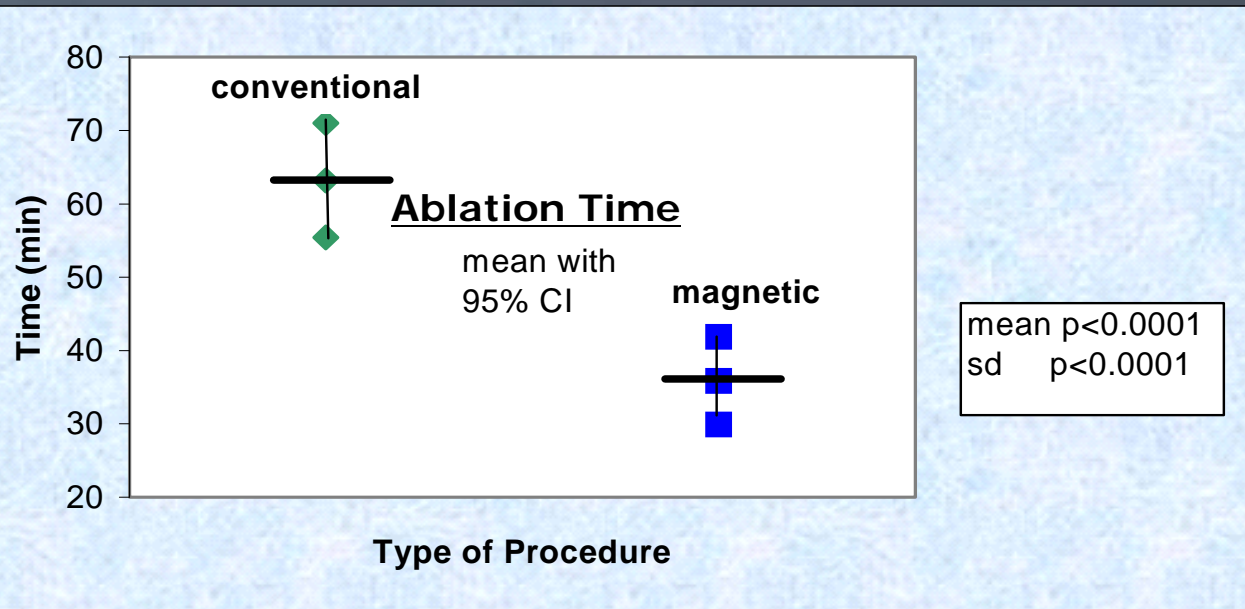 80
70
60
50
40
30
20
Time (min)
conventional
Ablation Time
mean with
95% CI
magnetic
mean p<0.0001
sd p<0.0001
Type of Procedure